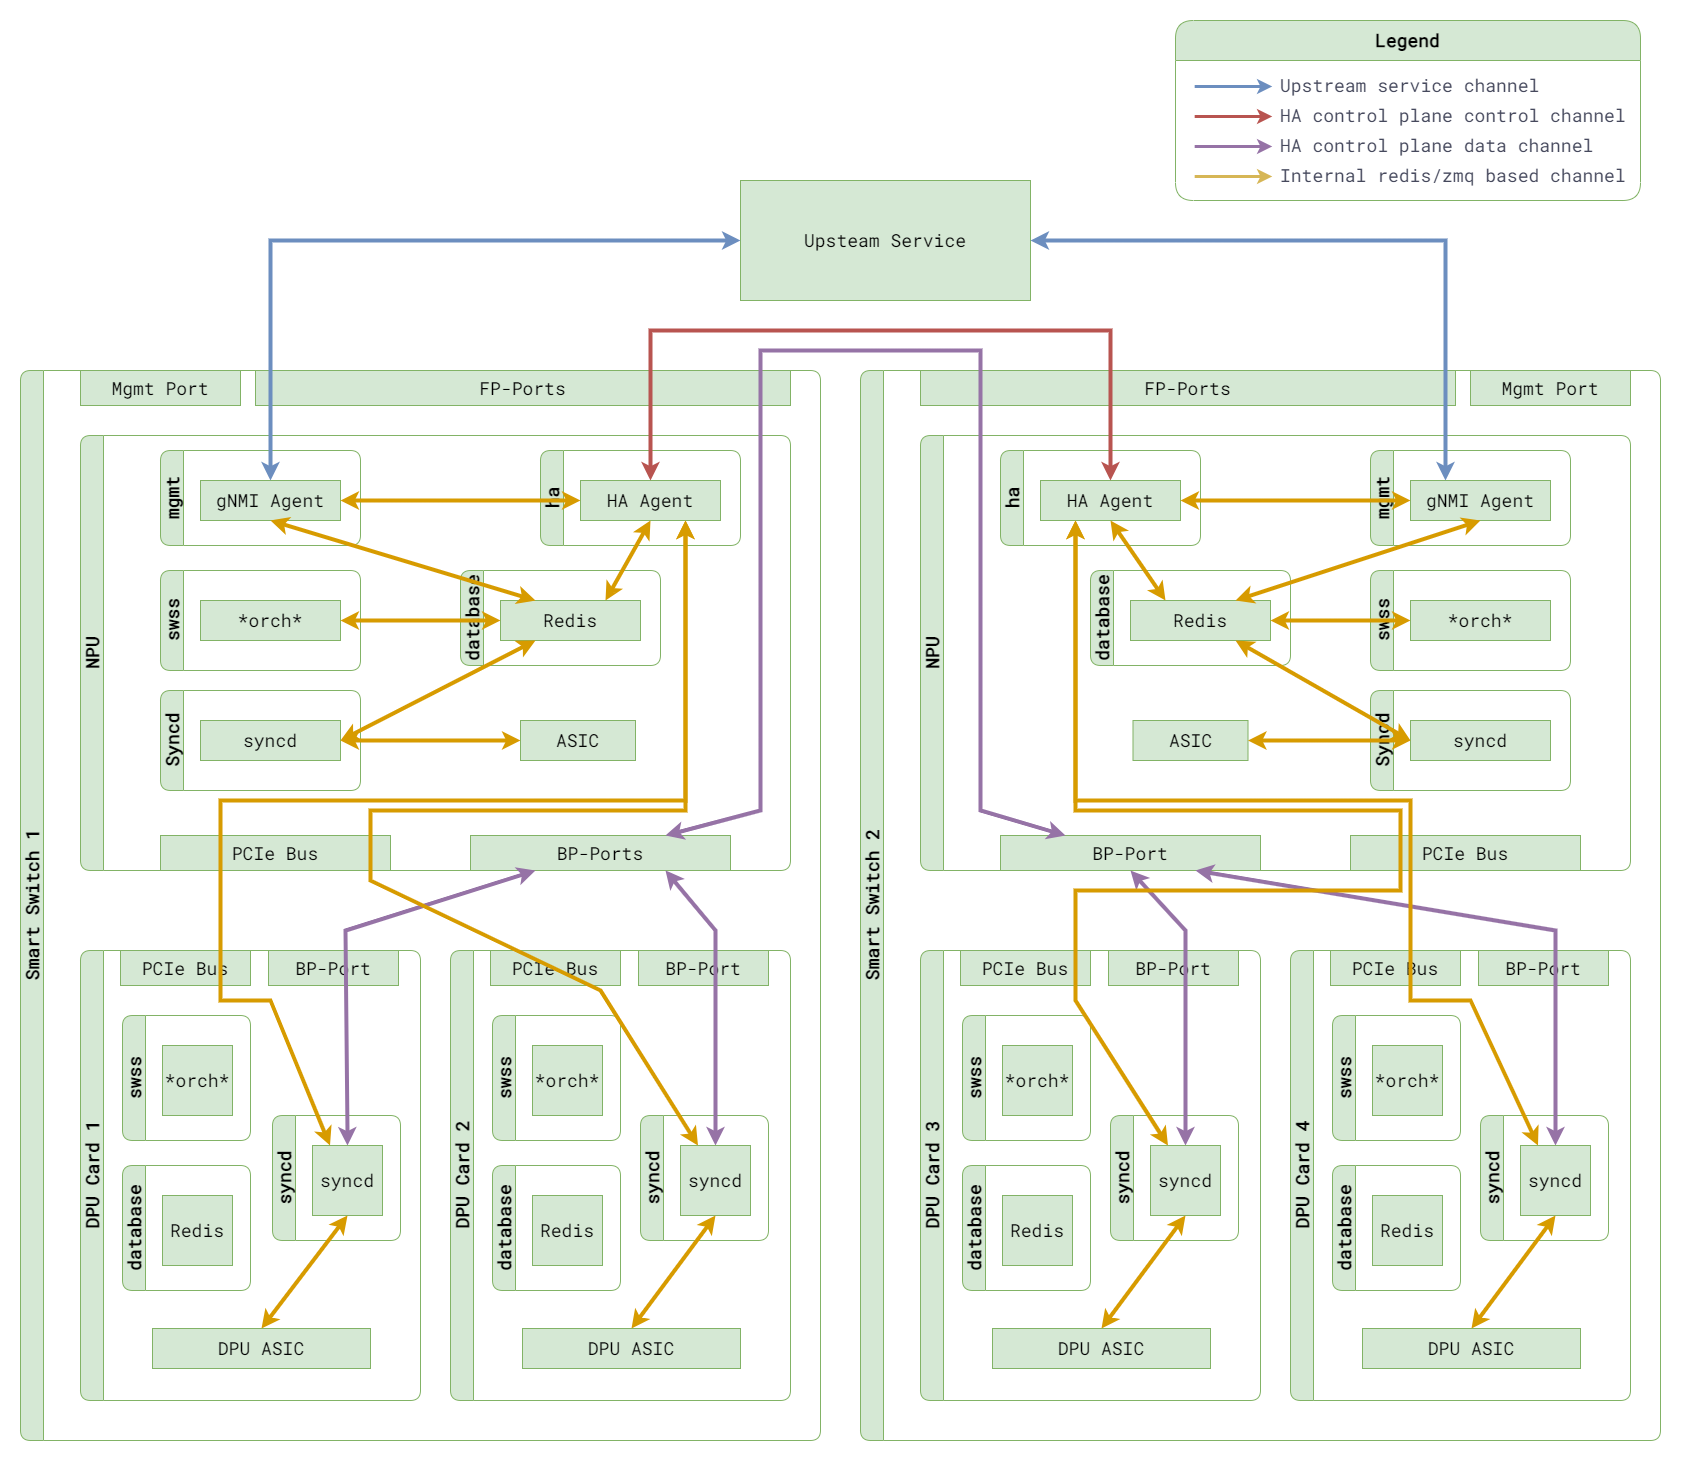 Legend
Upstream service channel
HA control plane control channel
HA control plane data channel
Internal redis/zmq based channel
Upsteam Service
Smart Switch 1
Mgmt Port
FP-Ports
NPU
mgmt
gNMI Agent
ha
HA Agent
swss
*orch*
database
Redis
Syncd
syncd
ASIC
PCIe Bus
BP-Ports
DPU Card 1
PCIe Bus
BP-Port
swss
*orch*
syncd
syncd
database
Redis
DPU ASIC
DPU Card 2
PCIe Bus
BP-Port
swss
*orch*
syncd
syncd
database
Redis
DPU ASIC
Smart Switch 2
FP-Ports
Mgmt Port
NPU
ha
HA Agent
mgmt
gNMI Agent
database
Redis
swss
*orch*
ASIC
Syncd
syncd
BP-Port
PCIe Bus
DPU Card 3
PCIe Bus
BP-Port
swss
*orch*
syncd
syncd
database
Redis
DPU ASIC
DPU Card 4
PCIe Bus
BP-Port
swss
*orch*
syncd
syncd
database
Redis
DPU ASIC